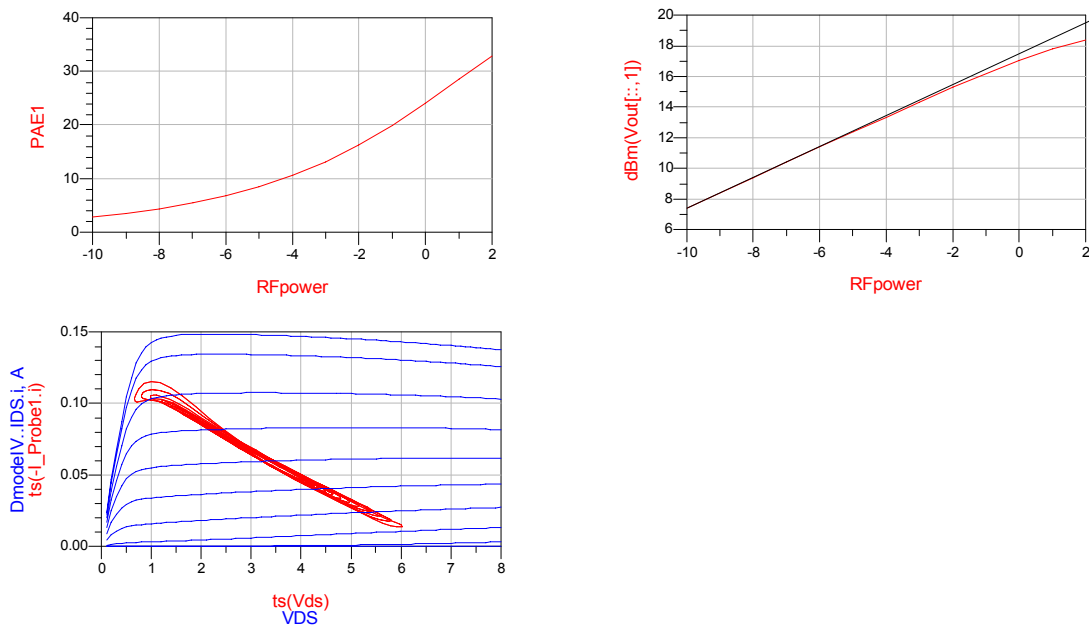 40
30
20
10
0
PAE1
-10 -8 -6 -4 -2 0 2
RFpower
20
18
16
14
12
10
8
6
dBm(Vout[::,1])
-10 -8 -6 -4 -2 0 2
RFpower
0.15
0.10
0.05
0.00
DmodelV..IDS.i, A
ts(-I_Probe1.i)
0 1 2 3 4 5 6 7 8
ts(Vds)
VDS